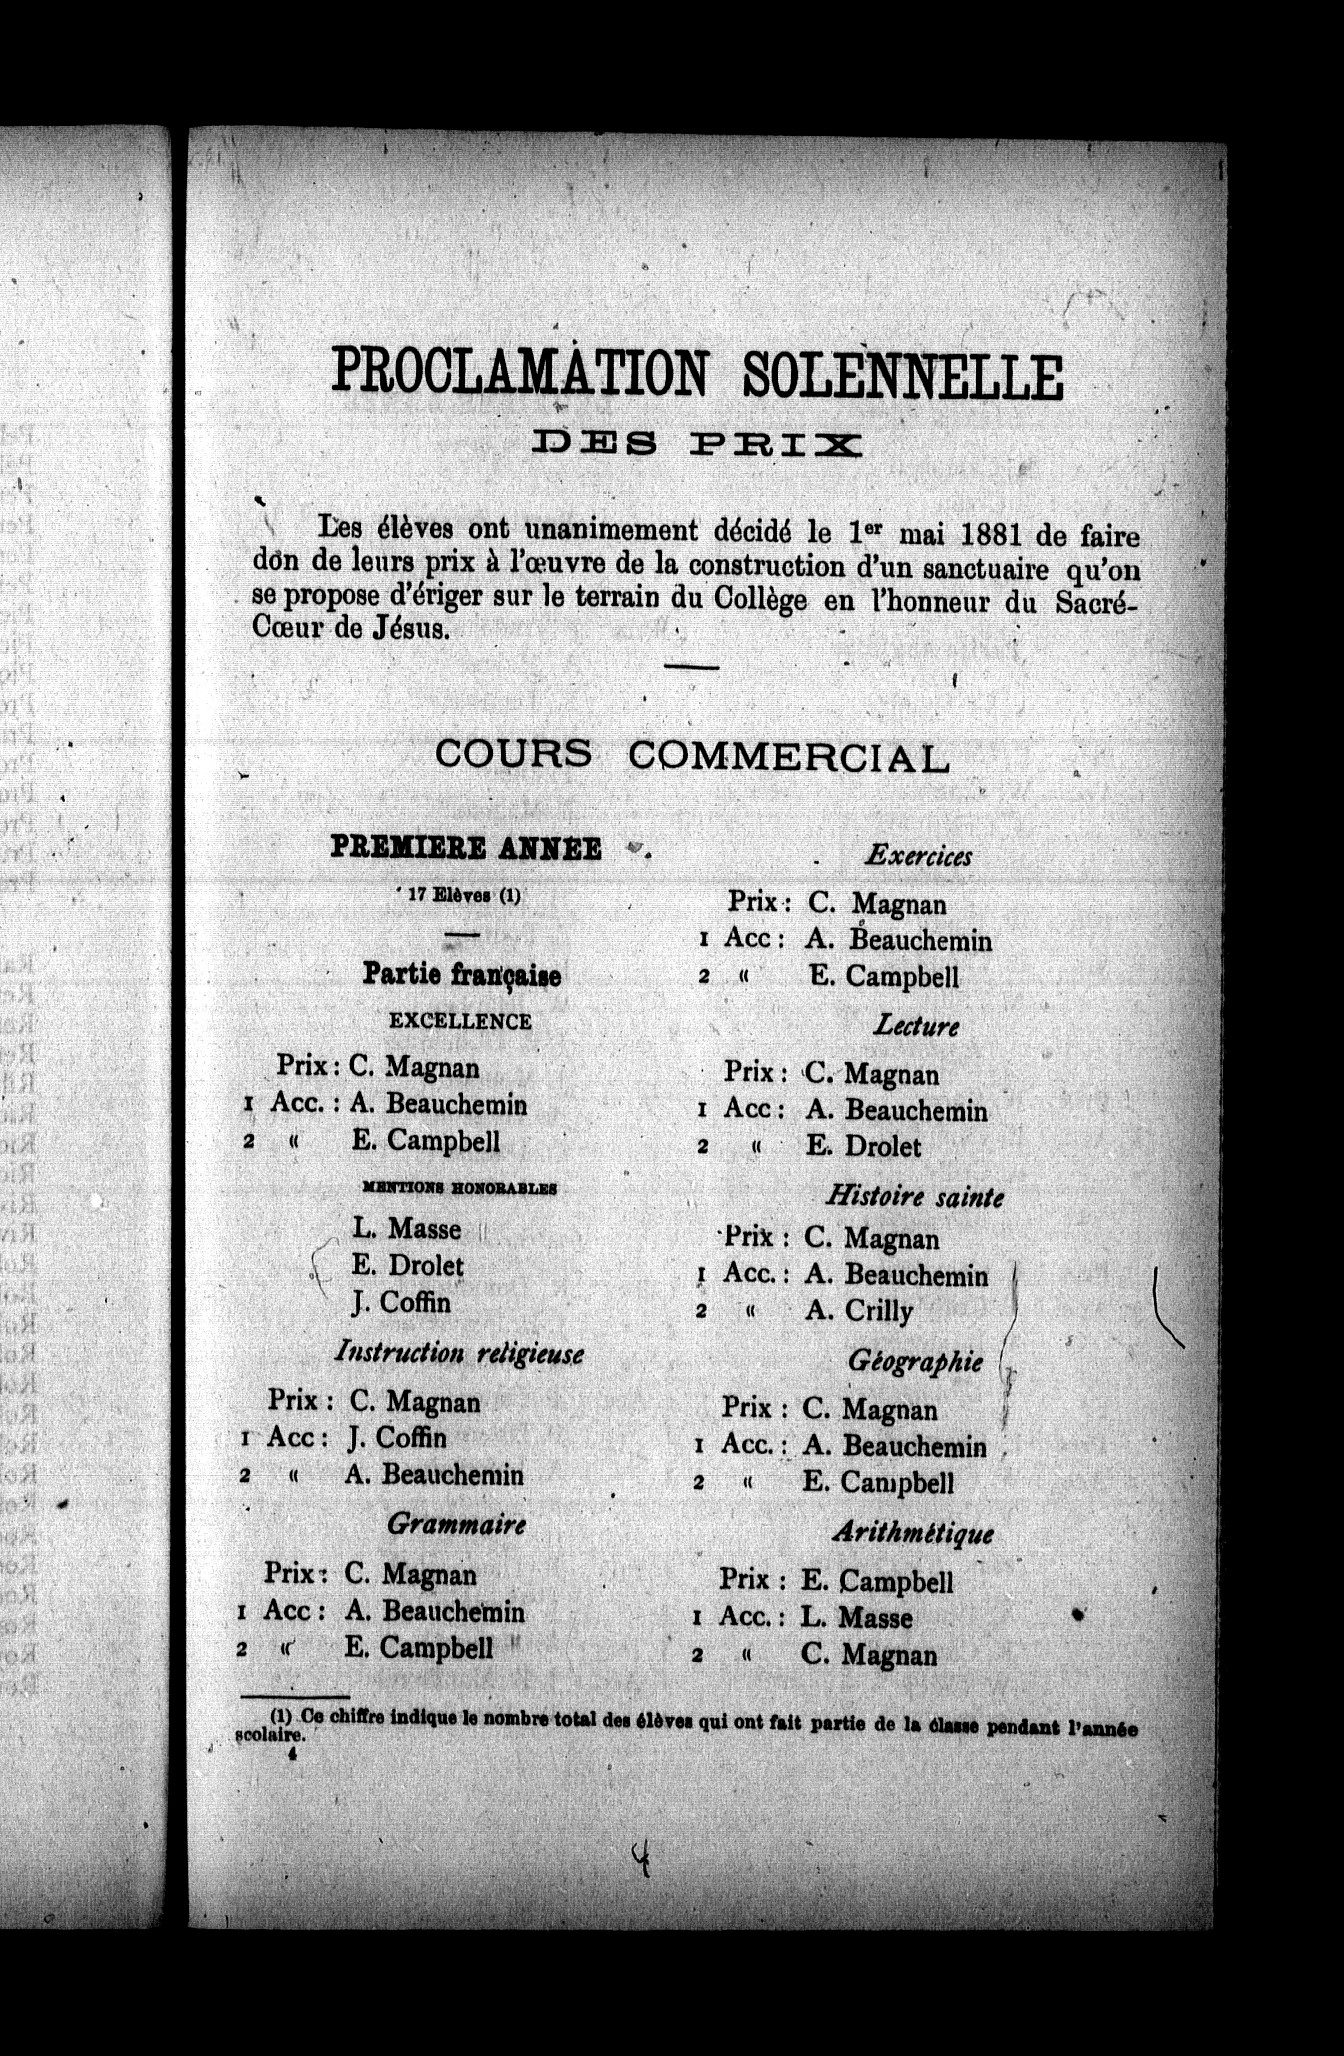 PROCLAMATION SOLENNELLE
DES PRIX
Les élèves ont unanimement décidé le 1er mai 1881 de faire
don de leurs prix à l'œuvre de la construction d'un sanctuaire qu'on
se propose d'ériger sur le terrain du Collège en l'honneur du Sacré-
Cœur de Jésus.
COURS COMMERCIAL
PREMIERE ANNÉE
17 Elèves (1)
Partie française
EXCELLENCE
Prix : C. Magnan
1 Acc. : A. Beauchemin
2 « E. Campbell
MENTIONS HONORABLES
L. Masse
E. Drolet
J. Coffin
Instruction religieuse
Prix : C. Magnan
1 Acc : J. Coffin
2 « A. Beauchemin
Grammaire
Prix : C. Magnan
1 Acc : A. Beauchemin
2 « E. Campbell
Exercices
Prix : C. Magnan
1 Acc : A. Beauchemin
2 « E. Campbell
Lecture
Prix : C. Magnan
1 Acc : A. Beauchemin
2 « E. Drolet
Histoire sainte
Prix : C. Magnan
1 Acc. : A. Beauchemin
2 « A. Crilly
Géographie
Prix : C. Magnan
1 Acc. : A. Beauchemin
2 « E. Campbell
Arithmétique
Prix : E. Campbell
1 Acc. : L. Masse
2 « C. Magnan
(1) Ce chiffre indique le nombre total des élèves qui ont fait partie de la classe pendant l'année
scolaire.
4
4